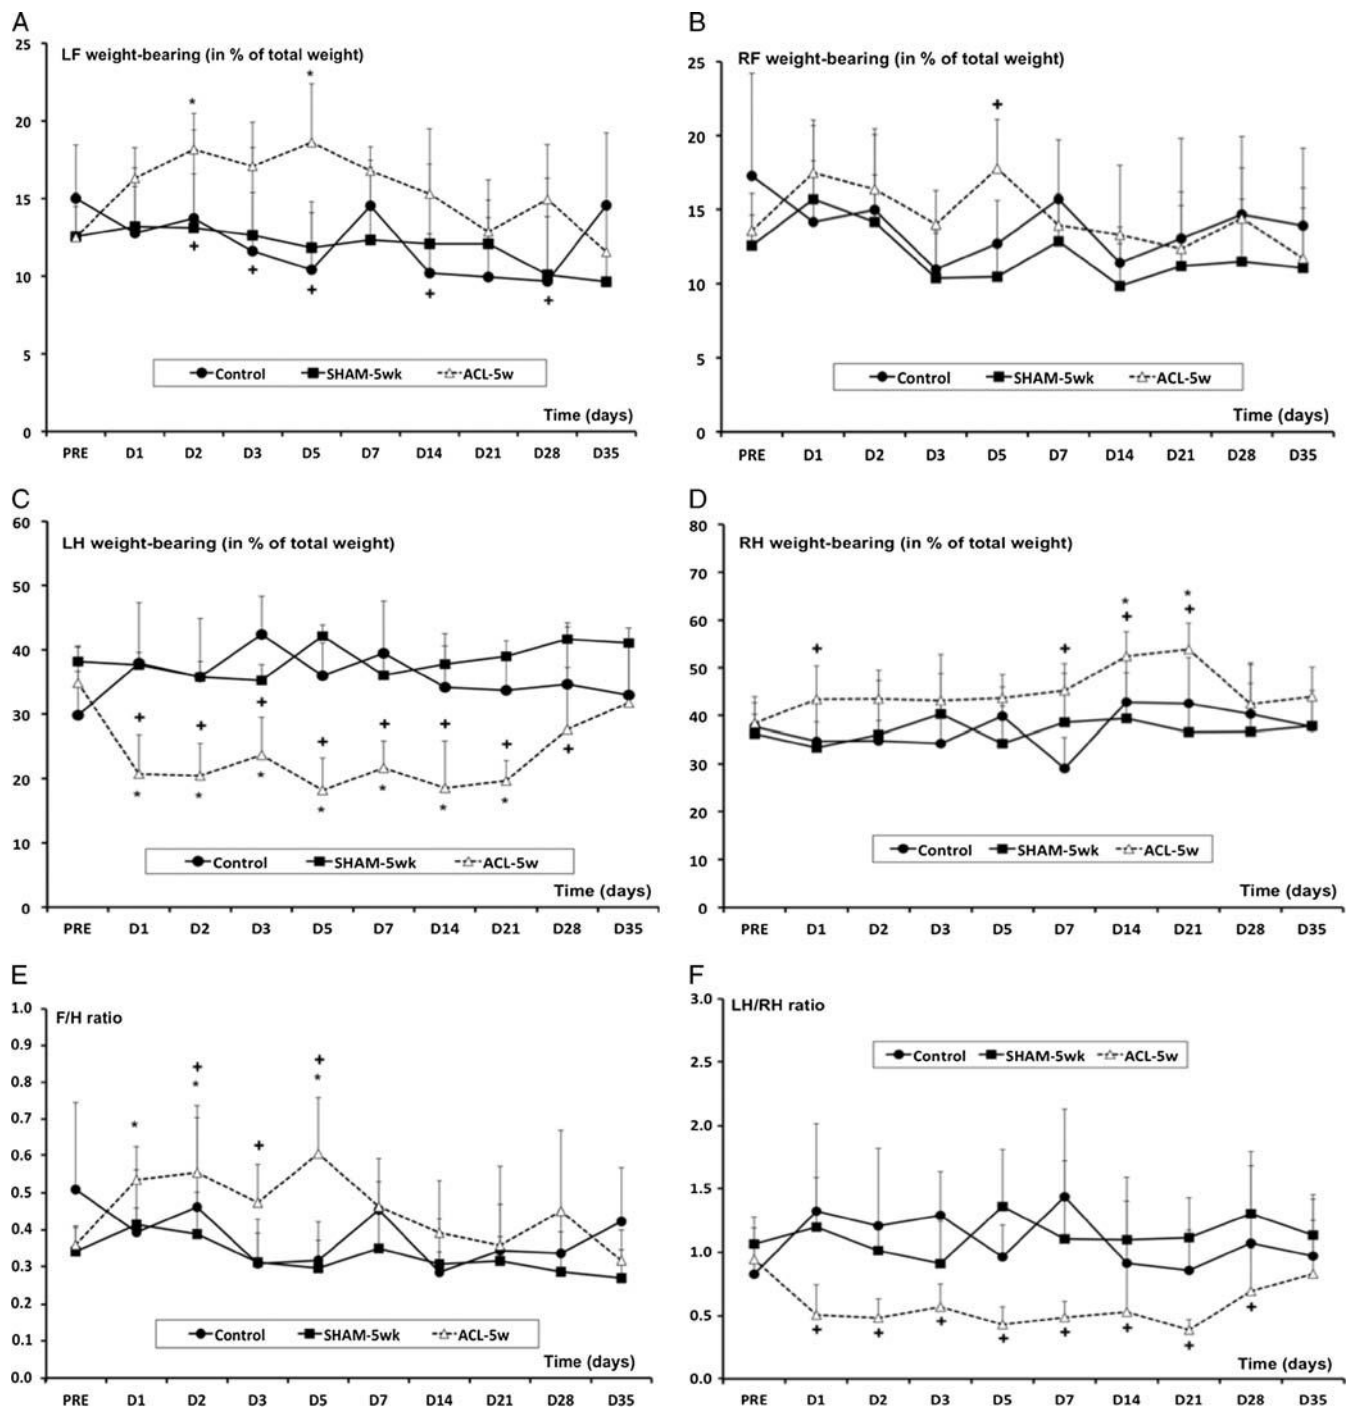 A
LF weight-bearing (in % of total weight)
25
20
15
10
5
0
* * + + + + +
Control SHAM-5wk ACL-5w
Time (days)
PRE D1 D2 D3 D5 D7 D14 D21 D28 D35
B
RF weight-bearing (in % of total weight)
25
20
15
10
5
0
+
Control SHAM-5wk ACL-5w
Time (days)
PRE D1 D2 D3 D5 D7 D14 D21 D28 D35
C
LH weight-bearing (in % of total weight)
60
50
40
30
20
10
0
+ + + + + + + +
* * * * * * *
Control SHAM-5wk ACL-5w
Time (days)
PRE D1 D2 D3 D5 D7 D14 D21 D28 D35
D
RH weight-bearing (in % of total weight)
80
70
60
50
40
30
20
10
0
* *
+ + + +
Control SHAM-5wk ACL-5w
Time (days)
PRE D1 D2 D3 D5 D7 D14 D21 D28 D35
E
F/H ratio
1.0
0.9
0.8
0.7
0.6
0.5
0.4
0.3
0.2
0.1
0.0
+ + +
* * *
Control SHAM-5wk ACL-5w
Time (days)
PRE D1 D2 D3 D5 D7 D14 D21 D28 D35
F
LH/RH ratio
3.0
2.5
2.0
1.5
1.0
0.5
0.0
Control SHAM-5wk ACL-5w
+ + + + + + + +
Time (days)
PRE D1 D2 D3 D5 D7 D14 D21 D28 D35